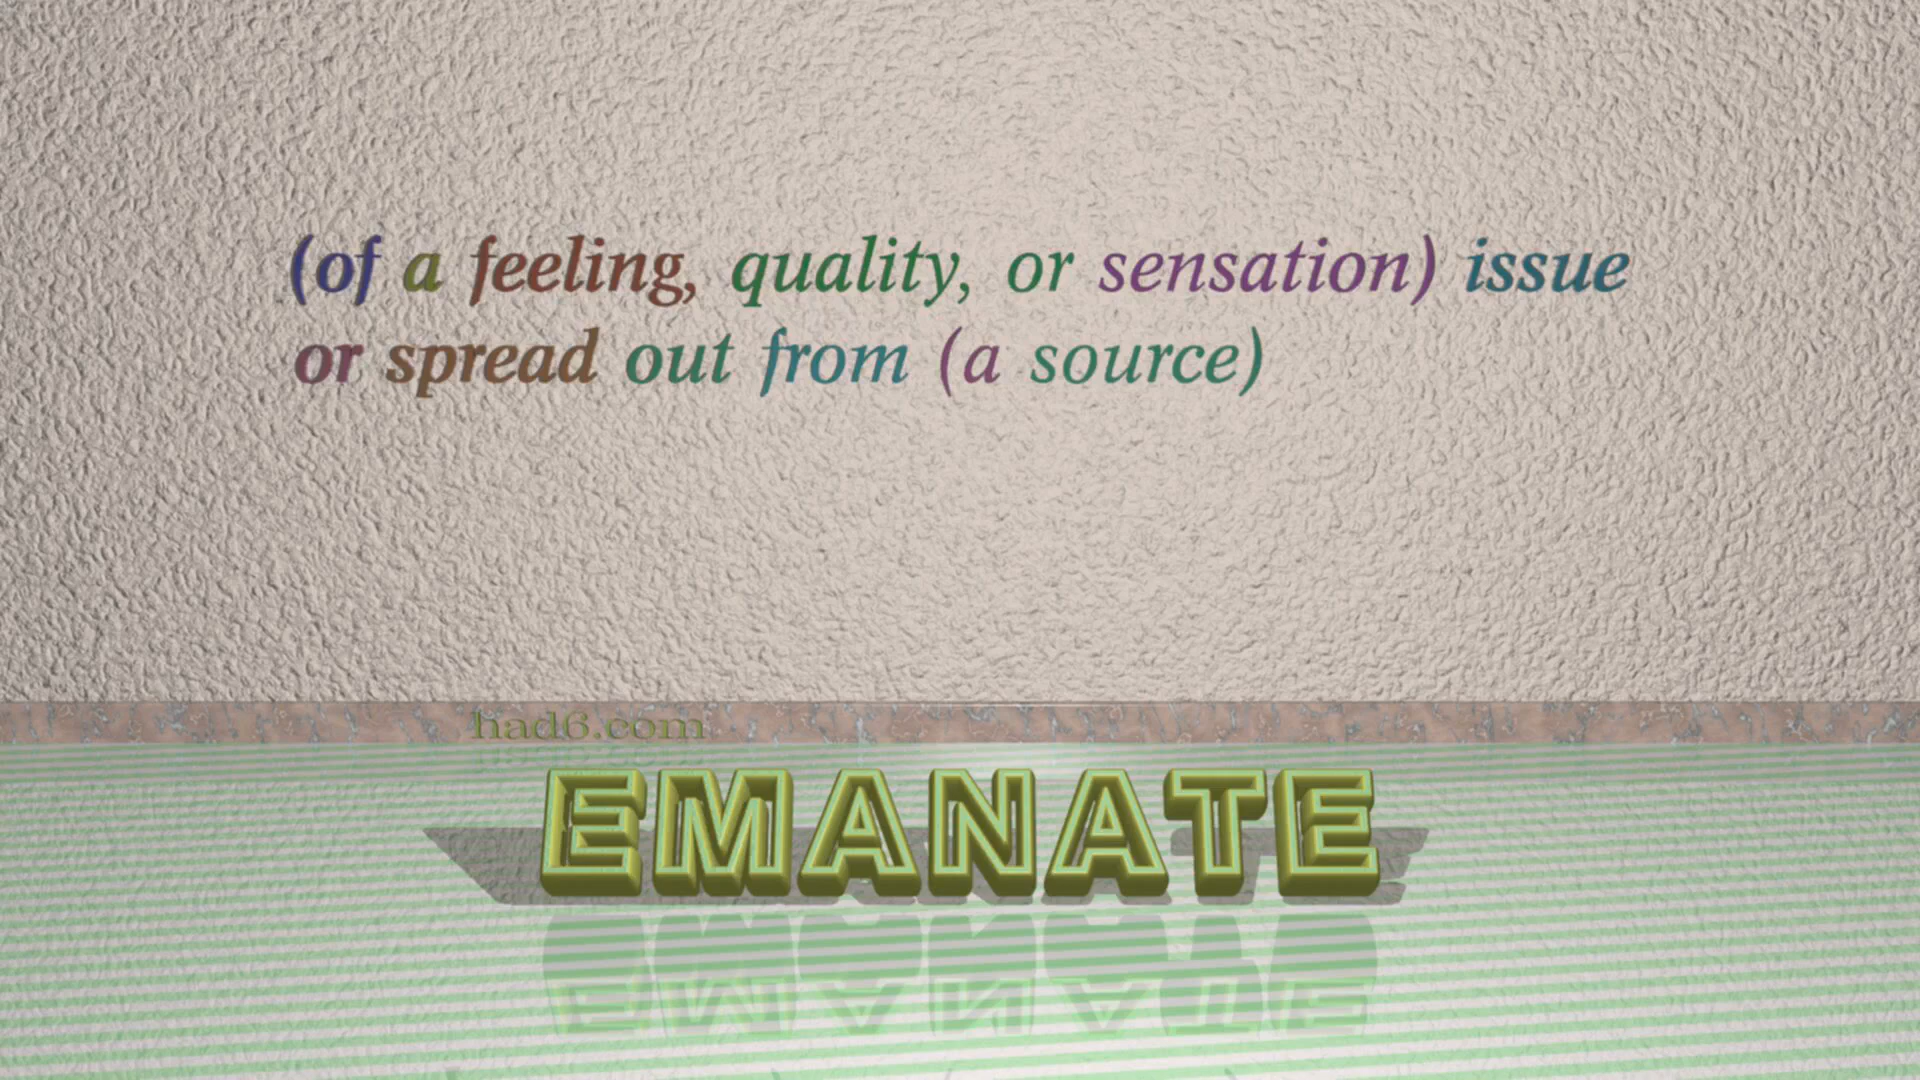 (of a feeling, quality, or sensation) issue
or spread out from (a source)
had6.com
EMANATE